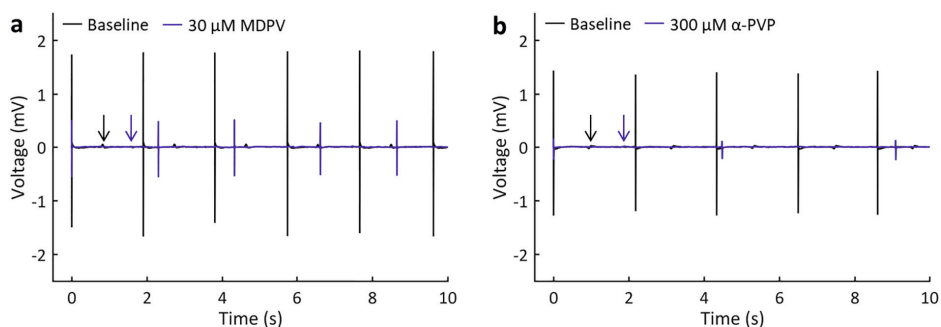 a
Baseline
30 µM MDPV
2
1
0
-1
-2
Voltage (mV)
0 2 4 6 8 10
Time (s)
b
Baseline
300 µM α-PVP
2
1
0
-1
-2
Voltage (mV)
0 2 4 6 8 10
Time (s)